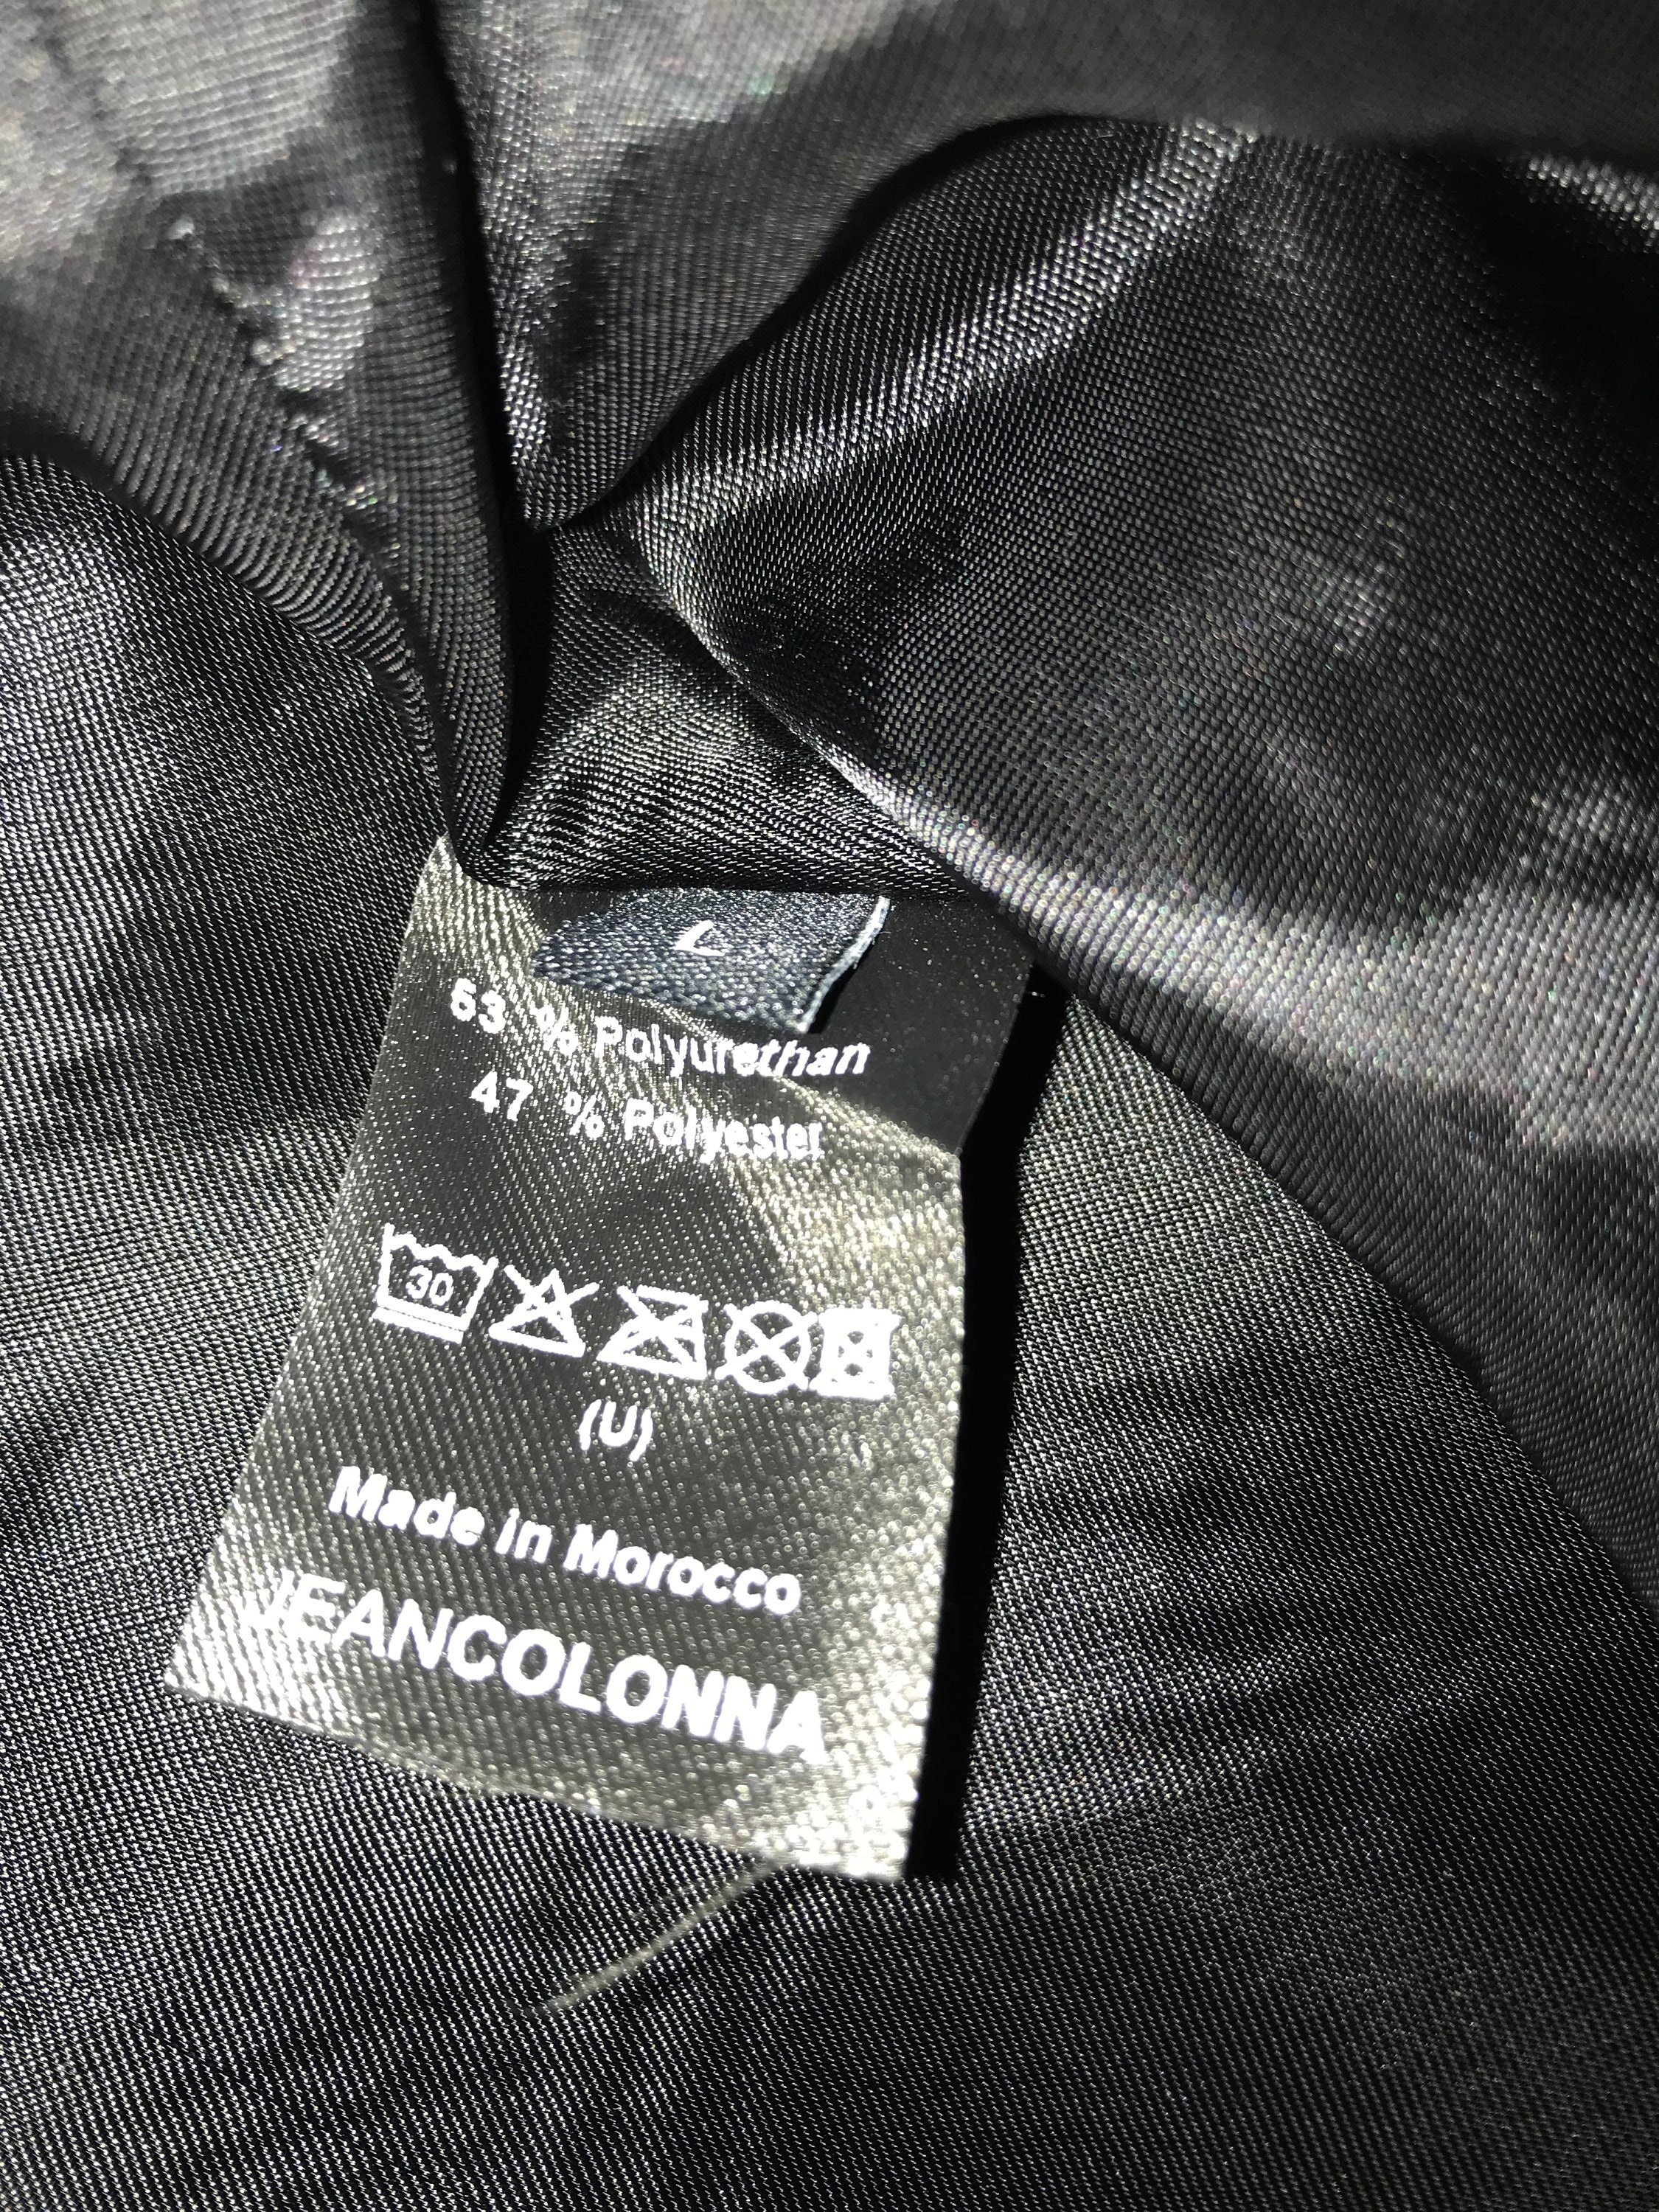 L
53 % Polyurethan
47 % Polyester
30
(U)
Made in Morocco
JEANCOLONNA